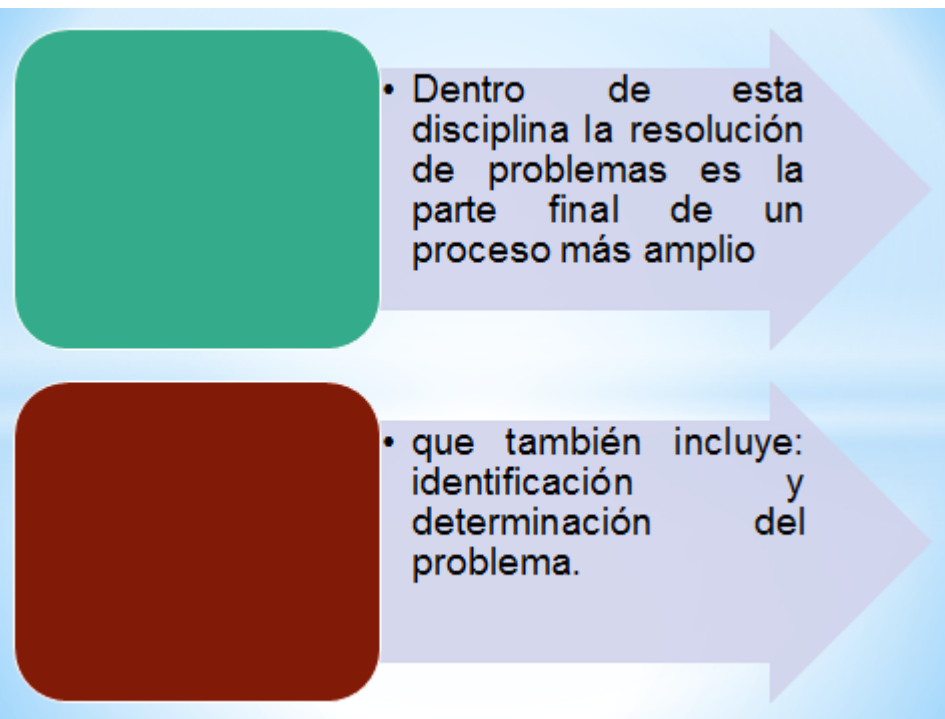 • Dentro de esta
disciplina la resolución
de problemas es la
parte final de un
proceso más amplio
• que también incluye:
identificación y
determinación del
problema.